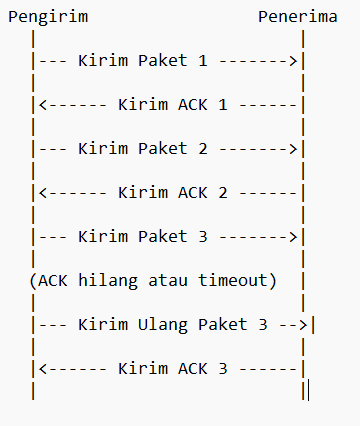 Pengirim                 Penerima
  |                          |
  |--- Kirim Paket 1 ------->|
  |                          |
  |<------ Kirim ACK 1 ------|
  |                          |
  |--- Kirim Paket 2 ------->|
  |                          |
  |<------ Kirim ACK 2 ------|
  |                          |
  |--- Kirim Paket 3 ------->|
  |                          |
  (ACK hilang atau timeout)  |
  |                          |
  |--- Kirim Ulang Paket 3 -->|
  |                          |
  |<------ Kirim ACK 3 ------|
  |                          |